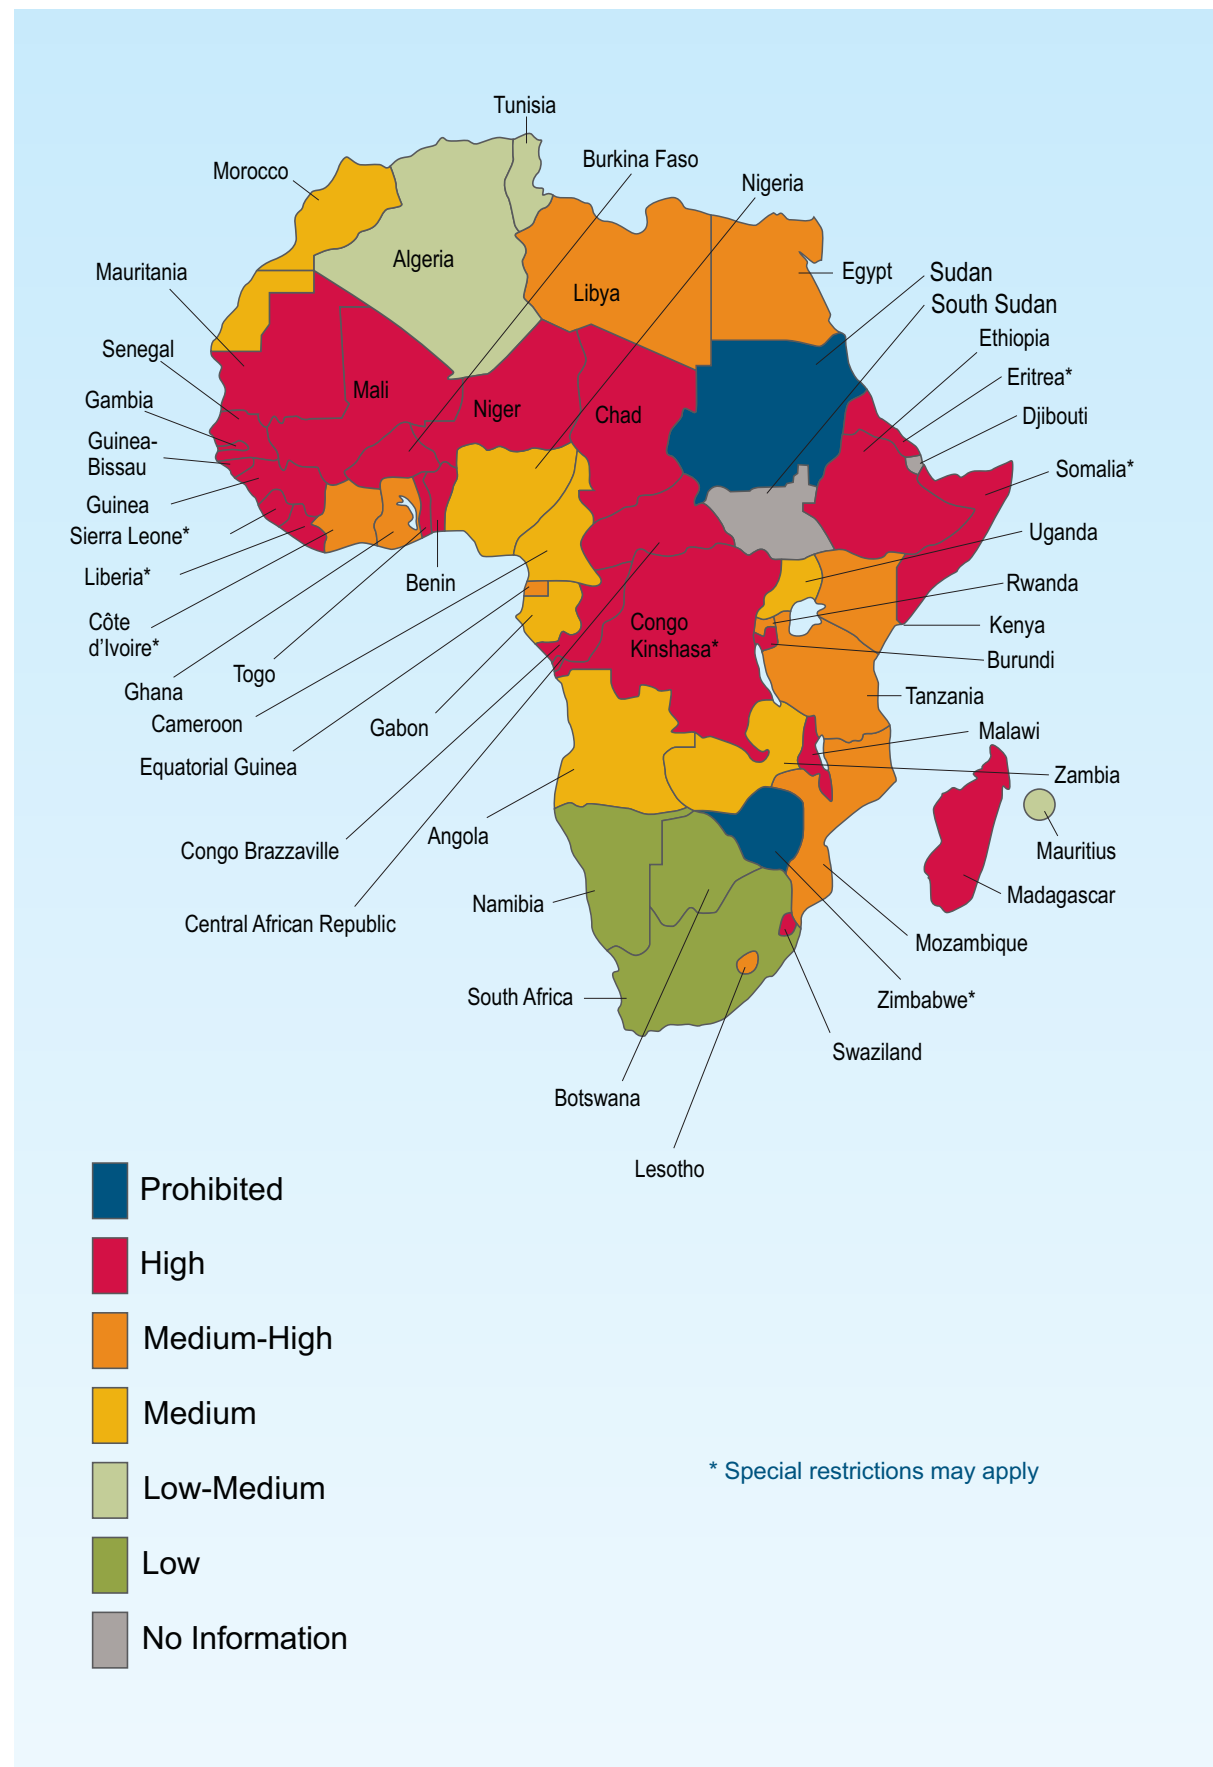 Tunisia
Burkina Faso
Morocco
Nigeria
Algeria
Mauritania
Egypt
Sudan
Libya
South Sudan
Ethiopia
Senegal
Eritrea*
Mali
Gambia
Niger
Chad
Djibouti
Guinea-
Bissau
Somalia*
Guinea
Sierra Leone*
Uganda
Liberia*
Benin
Rwanda
Côte
d'Ivoire*
Congo
Kinshasa*
Kenya
Burundi
Togo
Ghana
Tanzania
Cameroon
Gabon
Malawi
Equatorial Guinea
Zambia
Angola
Congo Brazzaville
Mauritius
Madagascar
Namibia
Central African Republic
Mozambique
South Africa
Zimbabwe*
Swaziland
Botswana
Lesotho
Prohibited
High
Medium-High
Medium
* Special restrictions may apply
Low-Medium
Low
No Information